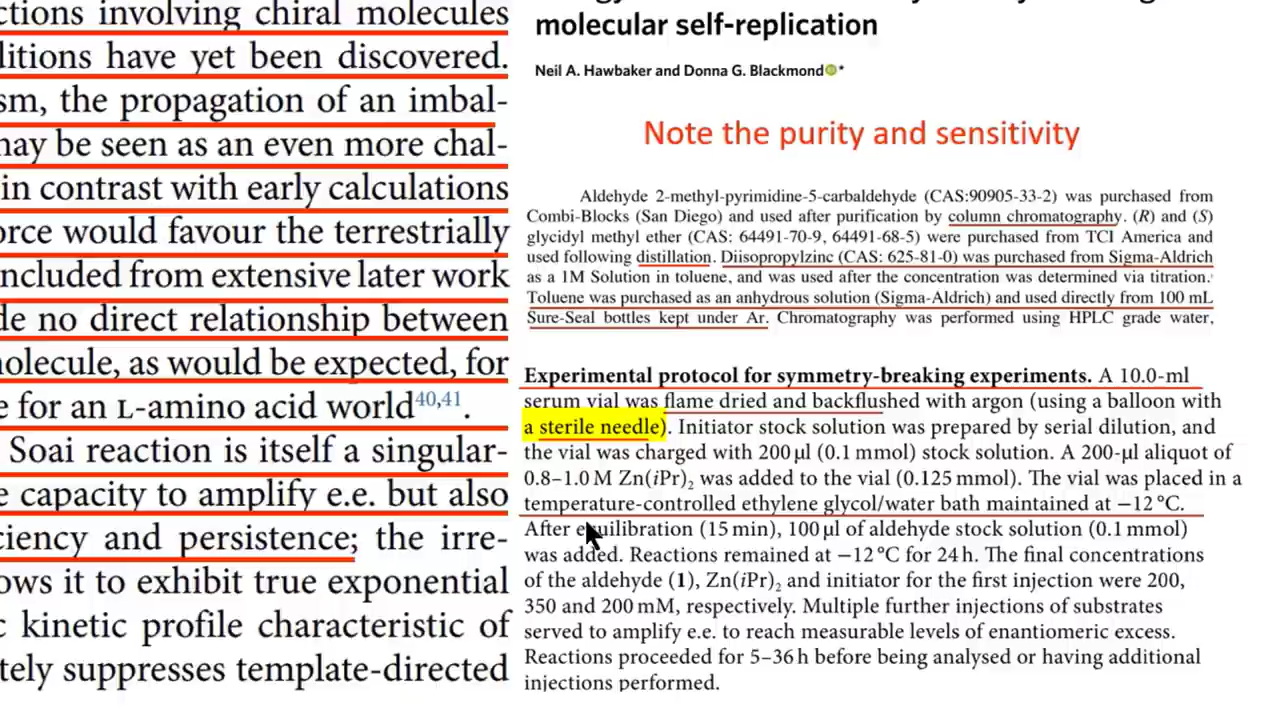 ctions involving chiral molecules
ditions have yet been discovered.
sm, the propagation of an imbal-
may be seen as an even more chal-
in contrast with early calculations
orce would favour the terrestrially
ncluded from extensive later work
de no direct relationship between
molecule, as would be expected, for
e for an L-amino acid world40,41.
Soai reaction is itself a singular-
e capacity to amplify e.e. but also
ciency and persistence; the irre-
ows it to exhibit true exponential
c kinetic profile characteristic of
tely suppresses template-directed
molecular self-replication
Neil A. Hawbaker and Donna G. Blackmond *
Note the purity and sensitivity
Aldehyde 2-methyl-pyrimidine-5-carbaldehyde (CAS:90905-33-2) was purchased from
Combi-Blocks (San Diego) and used after purification by column chromatography. (R) and (S)
glycidyl methyl ether (CAS: 64491-70-9, 64491-68-5) were purchased from TCI America and
used following distillation. Diisopropylzinc (CAS: 625-81-0) was purchased from Sigma-Aldrich
as a 1M Solution in toluene, and was used after the concentration was determined via titration.
Toluene was purchased as an anhydrous solution (Sigma-Aldrich) and used directly from 100 mL
Sure-Seal bottles kept under Ar. Chromatography was performed using HPLC grade water,
Experimental protocol for symmetry-breaking experiments. A 10.0-ml
serum vial was flame dried and backflushed with argon (using a balloon with
a sterile needle). Initiator stock solution was prepared by serial dilution, and
the vial was charged with 200 µl (0.1 mmol) stock solution. A 200-µl aliquot of
0.8–1.0 M Zn(iPr)2 was added to the vial (0.125 mmol). The vial was placed in a
temperature-controlled ethylene glycol/water bath maintained at −12 °C.
After equilibration (15 min), 100 µl of aldehyde stock solution (0.1 mmol)
was added. Reactions remained at −12 °C for 24 h. The final concentrations
of the aldehyde (1), Zn(iPr)2 and initiator for the first injection were 200,
350 and 200 mM, respectively. Multiple further injections of substrates
served to amplify e.e. to reach measurable levels of enantiomeric excess.
Reactions proceeded for 5–36 h before being analysed or having additional
injections performed.